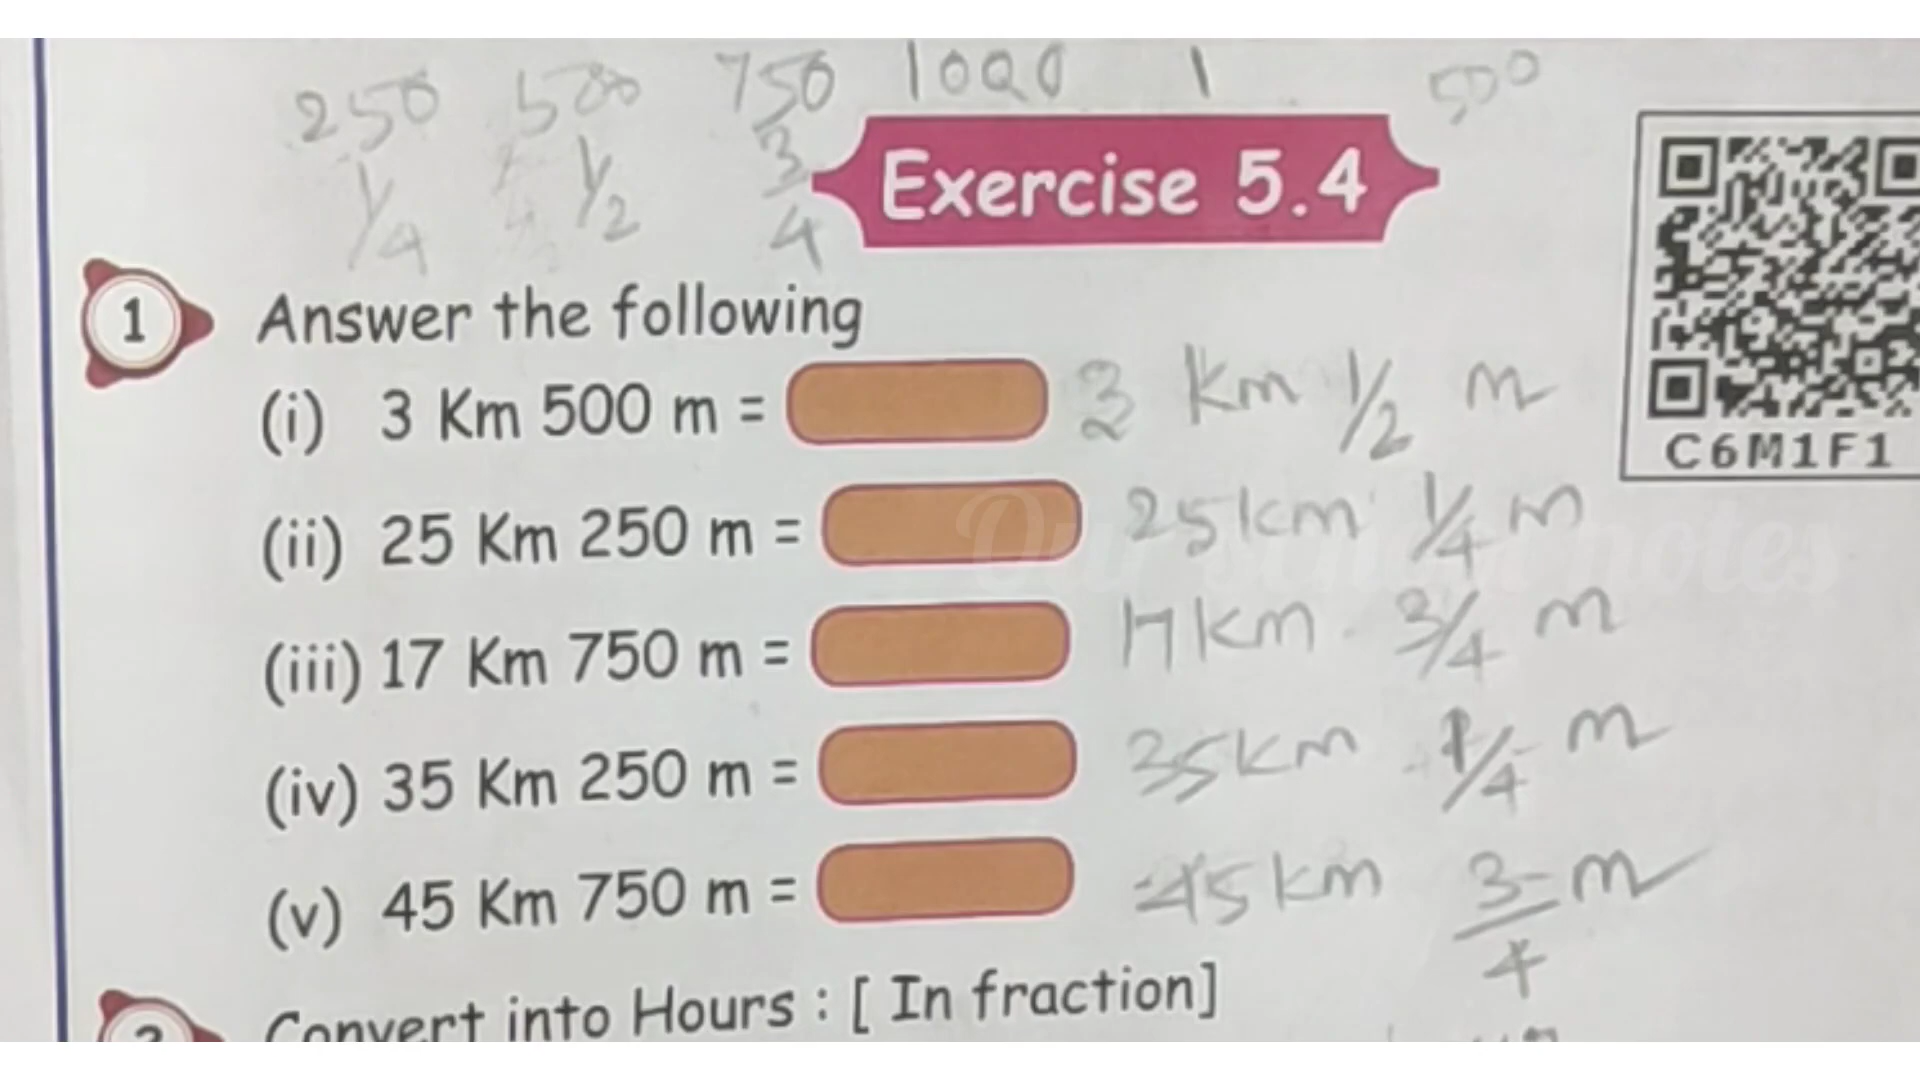 250 500 750 1000 1 500
1/4 1/2 3/4
Exercise 5.4
1 Answer the following
(i) 3 Km 500 m = 3 Km 1/2 m
(ii) 25 Km 250 m = 25 km 1/4 m
(iii) 17 Km 750 m = 17 km 3/4 m
(iv) 35 Km 250 m = 35 km 1/4 m
(v) 45 Km 750 m = 45 km 3/4 m
Convert into Hours : [ In fraction]
C6M1F1
Our school notes